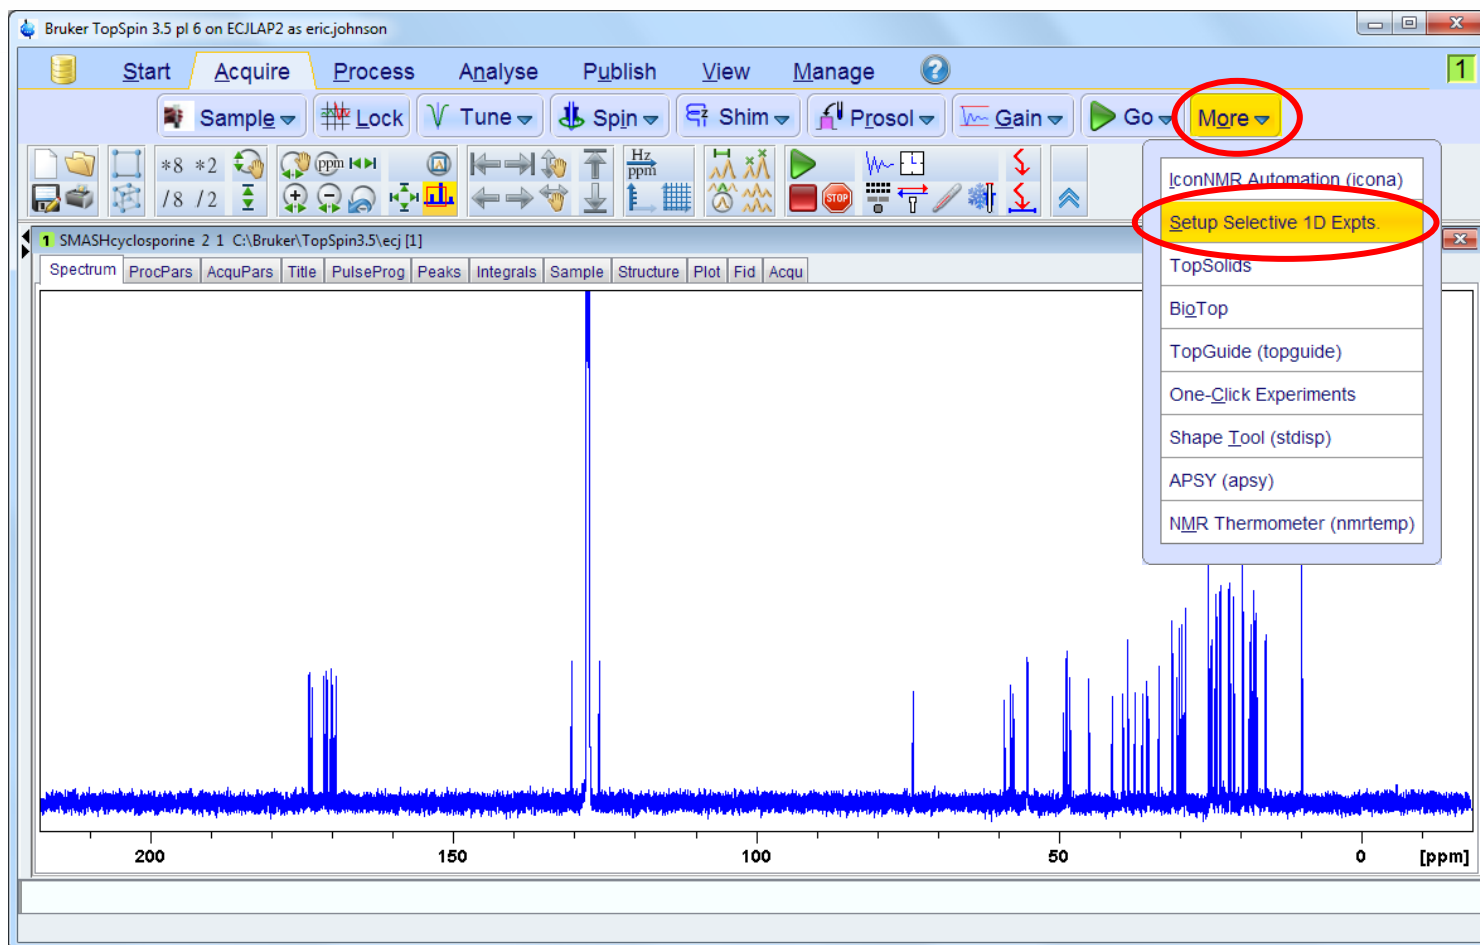 Bruker TopSpin 3.5 pl 6 on ECJLAP2 as eric.johnson
Start Acquire Process Analyse Publish View Manage ? 1
Sample Lock Tune Spin Shim Prosol Gain Go More
*8 *2 ppm Hz ppm
/8 /2 STOP
IconNMR Automation (icona)
Setup Selective 1D Expts.
TopSolids
BioTop
TopGuide (topguide)
One-Click Experiments
Shape Tool (stdisp)
APSY (apsy)
NMR Thermometer (nmrtemp)
1 SMASHcyclosporine 2 1 C:\Bruker\TopSpin3.5\ecj [1]
Spectrum ProcPars AcquPars Title PulseProg Peaks Integrals Sample Structure Plot Fid Acqu
200 150 100 50 0 [ppm]